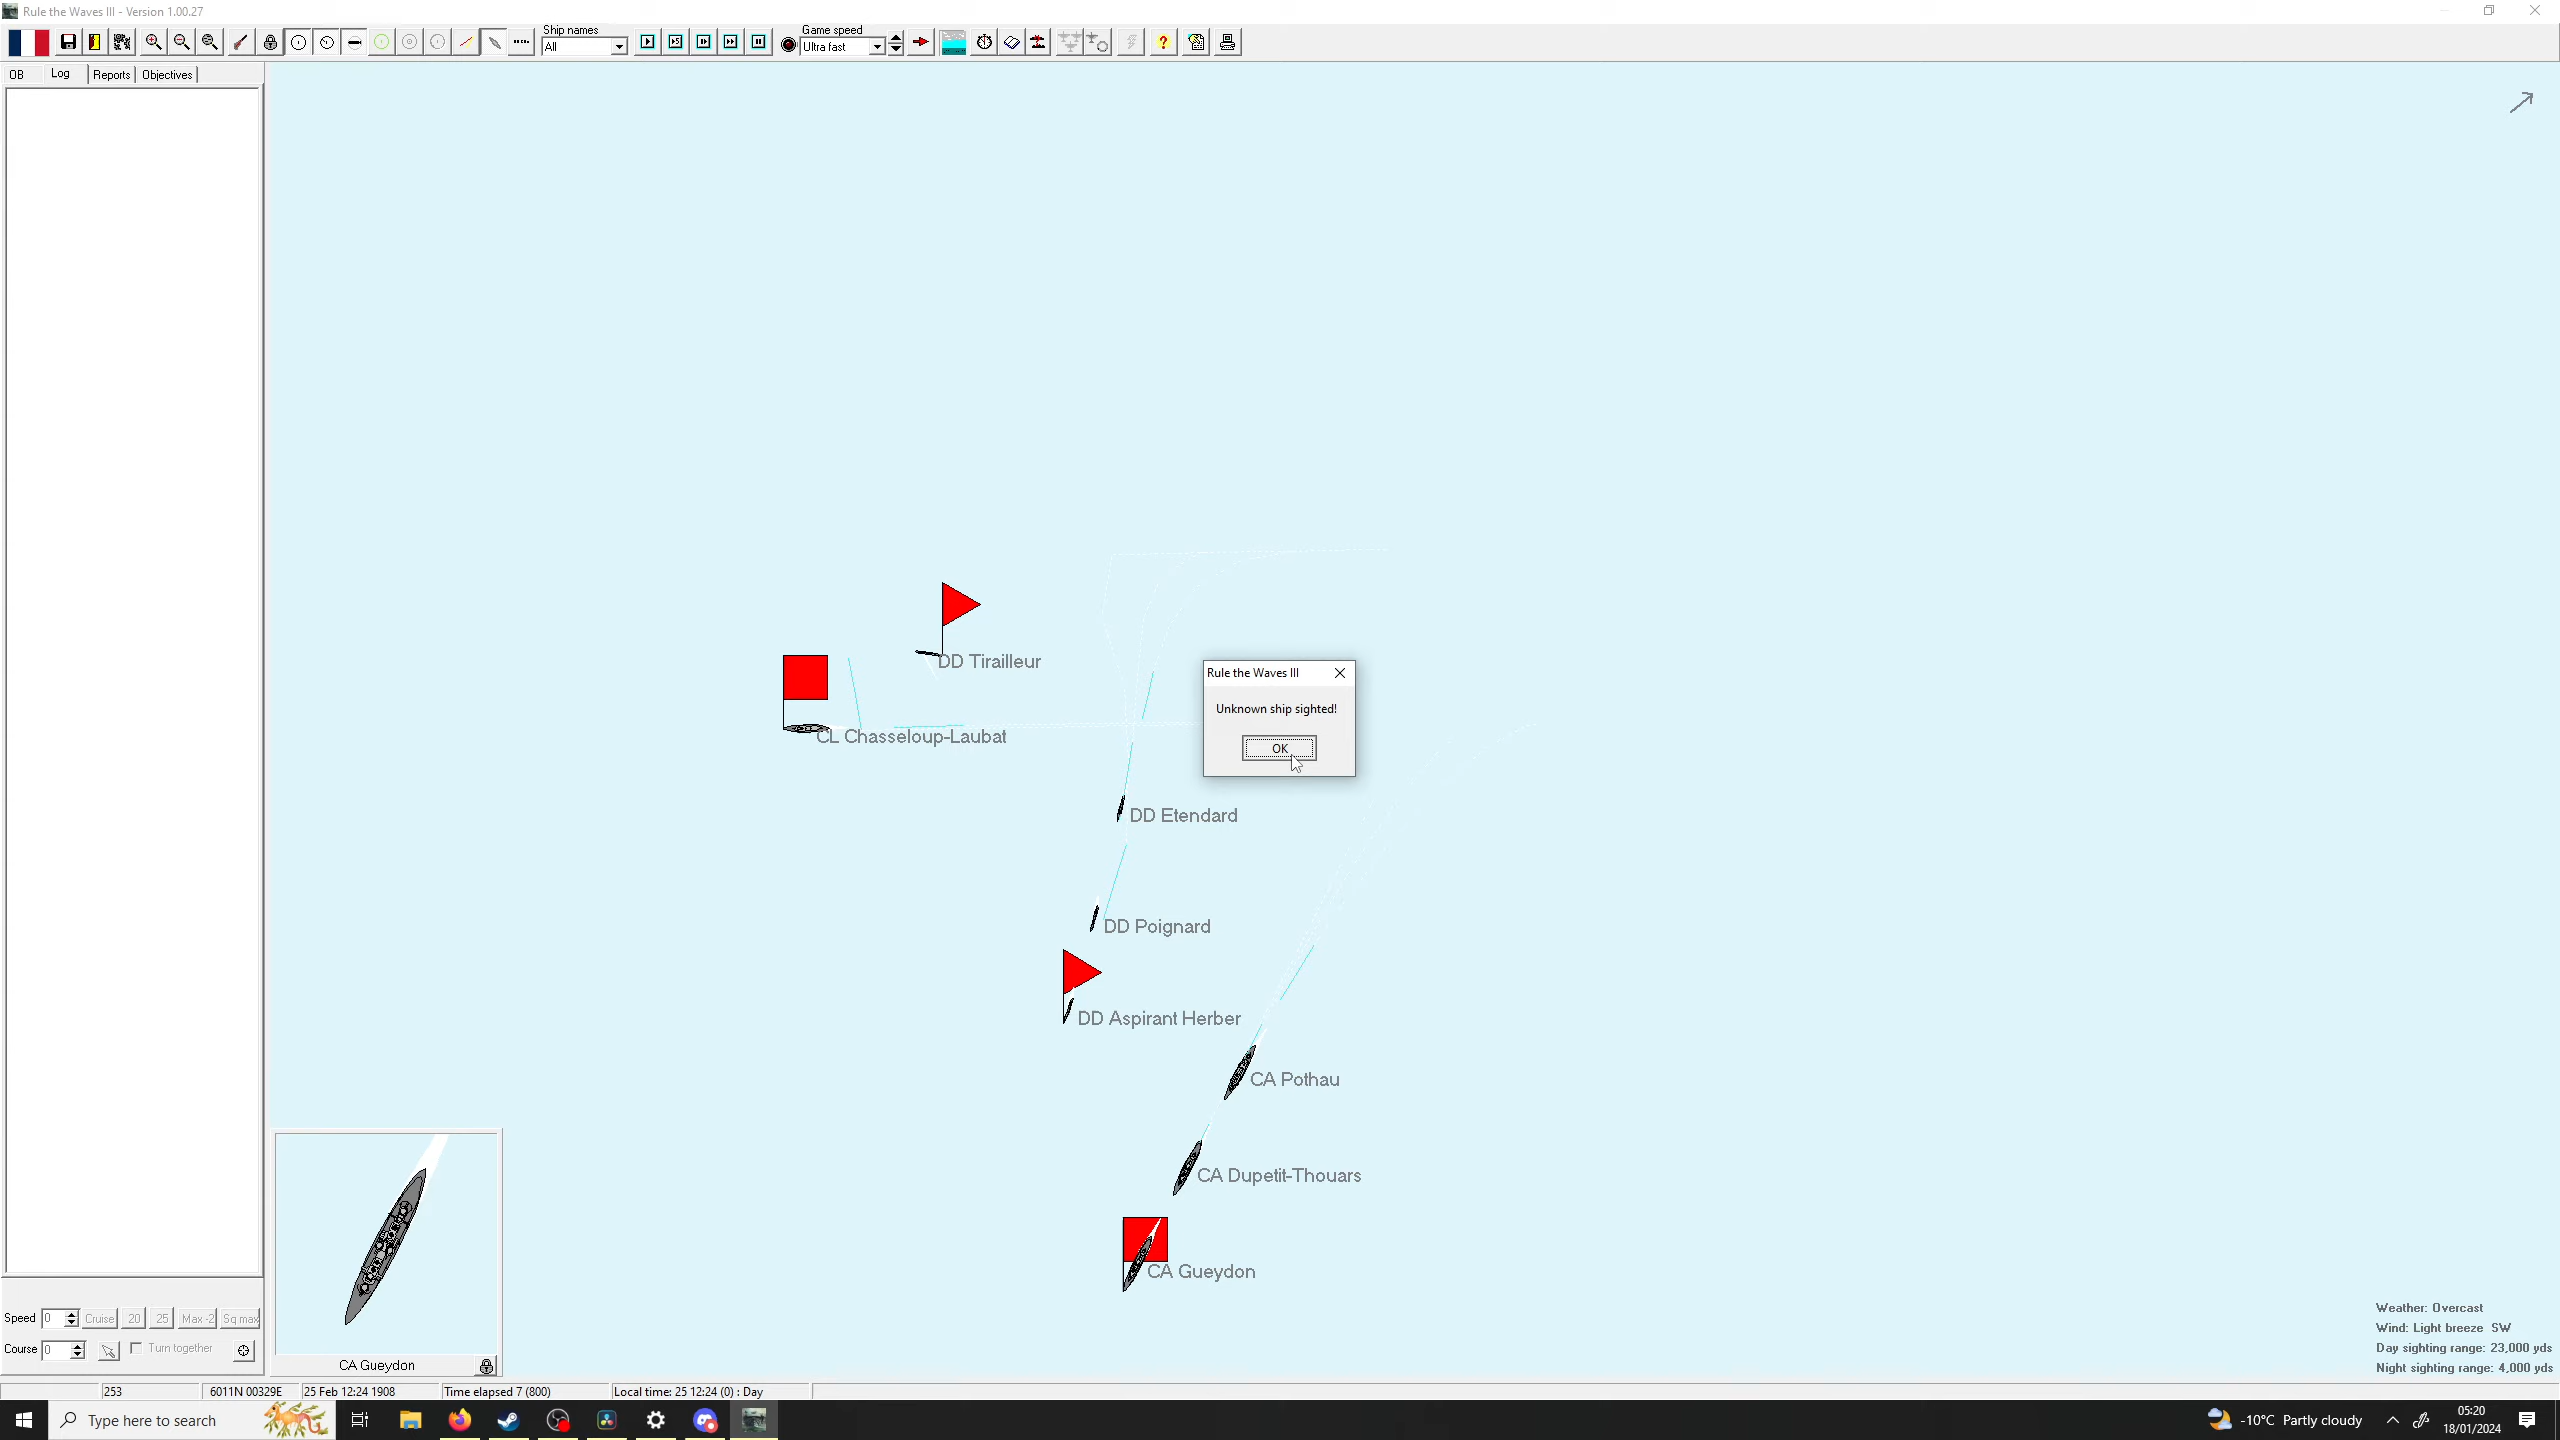 Rule the Waves III - Version 1.00.27
Ship names
All
Game speed
Ultra fast
OB
Log
Reports
Objectives
DD Tirailleur
CL Chasseloup-Laubat
Rule the Waves III
Unknown ship sighted!
OK
DD Etendard
DD Poignard
DD Aspirant Herber
CA Pothau
CA Dupetit-Thouars
CA Gueydon
Speed 0 Cruise 20 25 Max -2 Sq max
Course 0 Turn together
CA Gueydon
Weather: Overcast
Wind: Light breeze SW
Day sighting range: 23,000 yds
Night sighting range: 4,000 yds
253 6011N 00329E 25 Feb 12:24 1908 Time elapsed 7 (800) Local time: 25 12:24 (0) : Day
Type here to search
-10°C Partly cloudy
05:20
18/01/2024